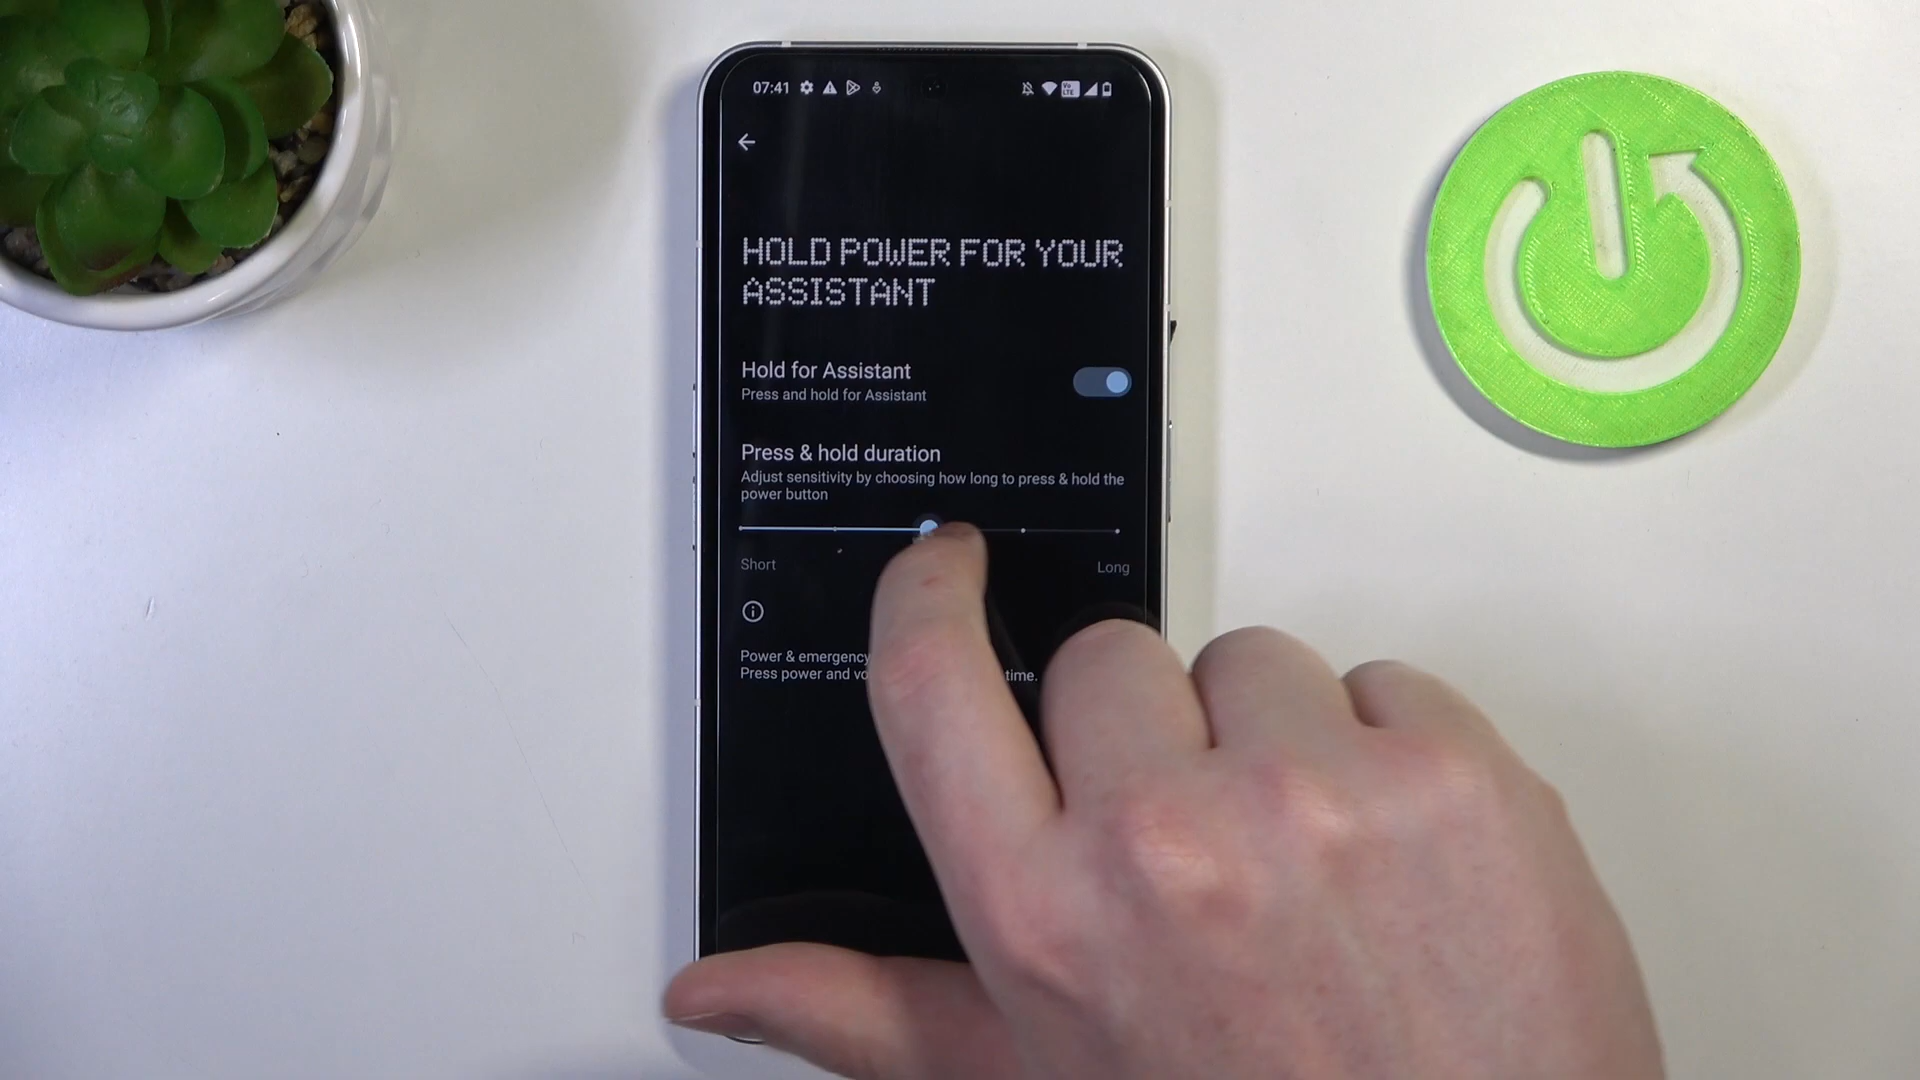 07:41
HOLD POWER FOR YOUR
ASSISTANT
Hold for Assistant
Press and hold for Assistant
Press & hold duration
Adjust sensitivity by choosing how long to press & hold the
power button
Short
Long
Power & emergency
Press power and time.